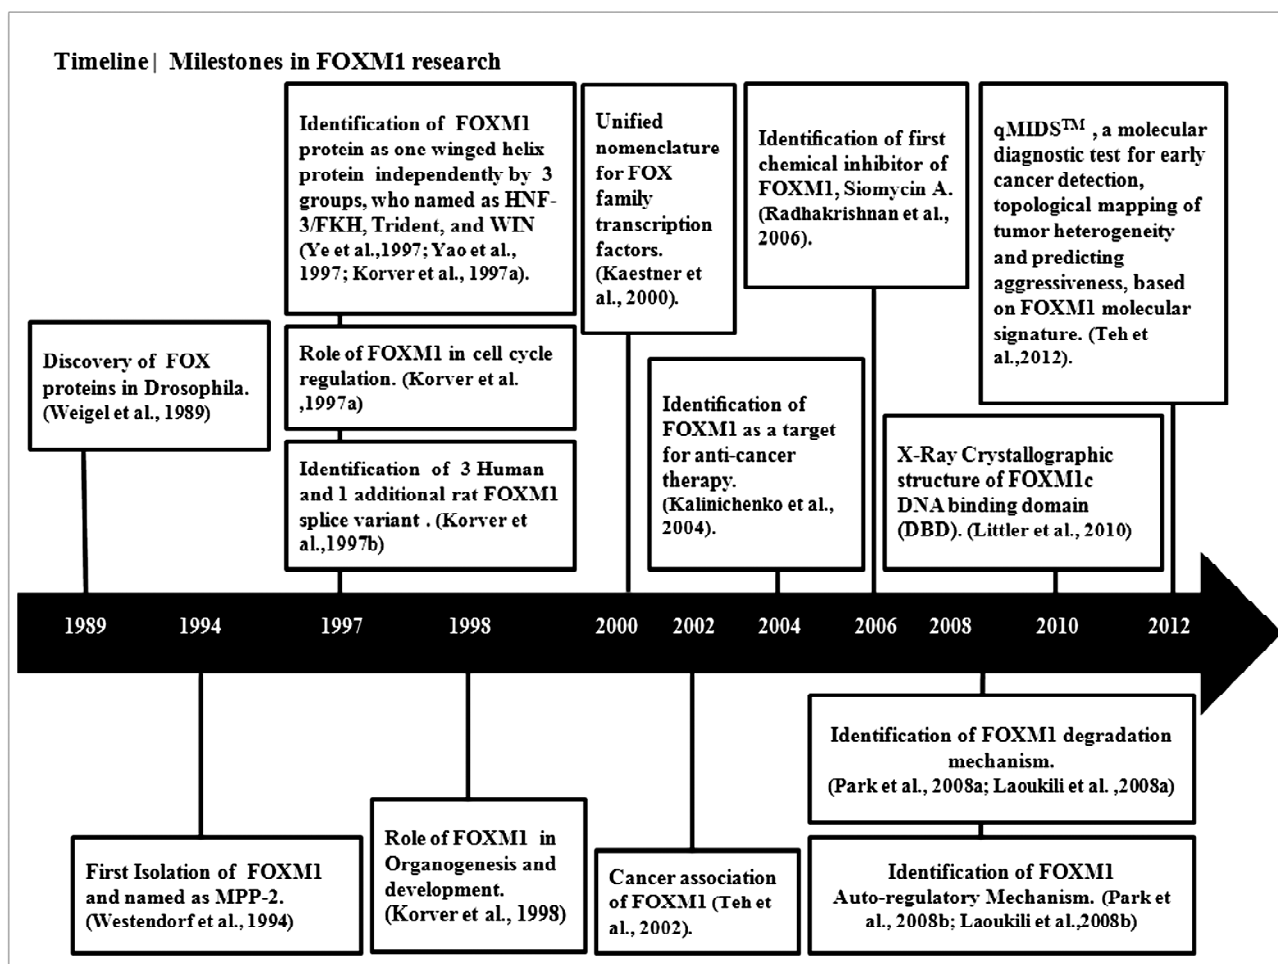 Timeline| Milestones in FOXM1 research
Identification of FOXM1
protein as one winged helix
protein independently by 3
groups, who named as HNF-
3/FKH, Trident, and WIN
(Ye et al.,1997; Yao et al.,
1997; Korver et al., 1997a).
Unified
nomenclature
for FOX
family
transcription
factors.
(Kaestner et
al., 2000).
Identification of first
chemical inhibitor of
FOXM1, Siomycin A.
(Radhakrishnan et al.,
2006).
qMIDS™ , a molecular
diagnostic test for early
cancer detection,
topological mapping of
tumor heterogeneity
and predicting
aggressiveness, based
on FOXM1 molecular
signature. (Teh et
al.,2012).
Discovery of FOX
proteins in Drosophila.
(Weigel et al., 1989)
Role of FOXM1 in cell cycle
regulation. (Korver et al.
,1997a)
Identification of 3 Human
and 1 additional rat FOXM1
splice variant . (Korver et
al.,1997b)
Identification of
FOXM1 as a target
for anti-cancer
therapy.
(Kalinichenko et al.,
2004).
X-Ray Crystallographic
structure of FOXM1c
DNA binding domain
(DBD). (Littler et al., 2010)
1989 1994 1997 1998 2000 2002 2004 2006 2008 2010 2012
First Isolation of FOXM1
and named as MPP-2.
(Westendorf et al., 1994)
Role of FOXM1 in
Organogenesis and
development.
(Korver et al., 1998)
Cancer association
of FOXM1 (Teh et
al., 2002).
Identification of FOXM1 degradation
mechanism.
(Park et al., 2008a; Laoukili et al. ,2008a)
Identification of FOXM1
Auto-regulatory Mechanism. (Park et
al., 2008b; Laoukili et al.,2008b)